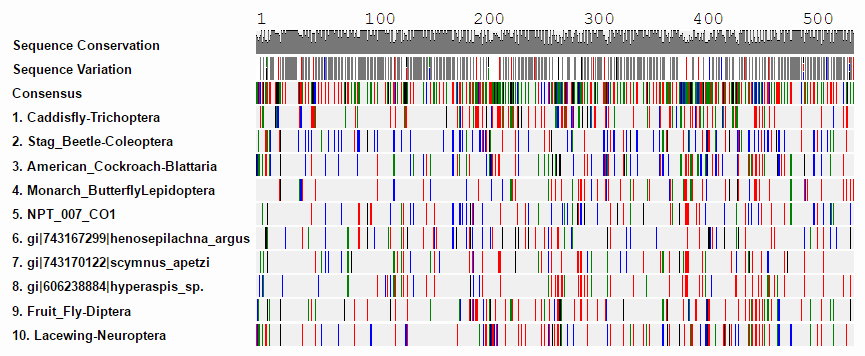 1 100 200 300 400 500
Sequence Conservation
Sequence Variation
Consensus
1. Caddisfly-Trichoptera
2. Stag_Beetle-Coleoptera
3. American_Cockroach-Blattaria
4. Monarch_ButterflyLepidoptera
5. NPT_007_CO1
6. gi|743167299|henosepilachna_argus
7. gi|743170122|scymnus_apetzi
8. gi|606238884|hyperaspis_sp.
9. Fruit_Fly-Diptera
10. Lacewing-Neuroptera